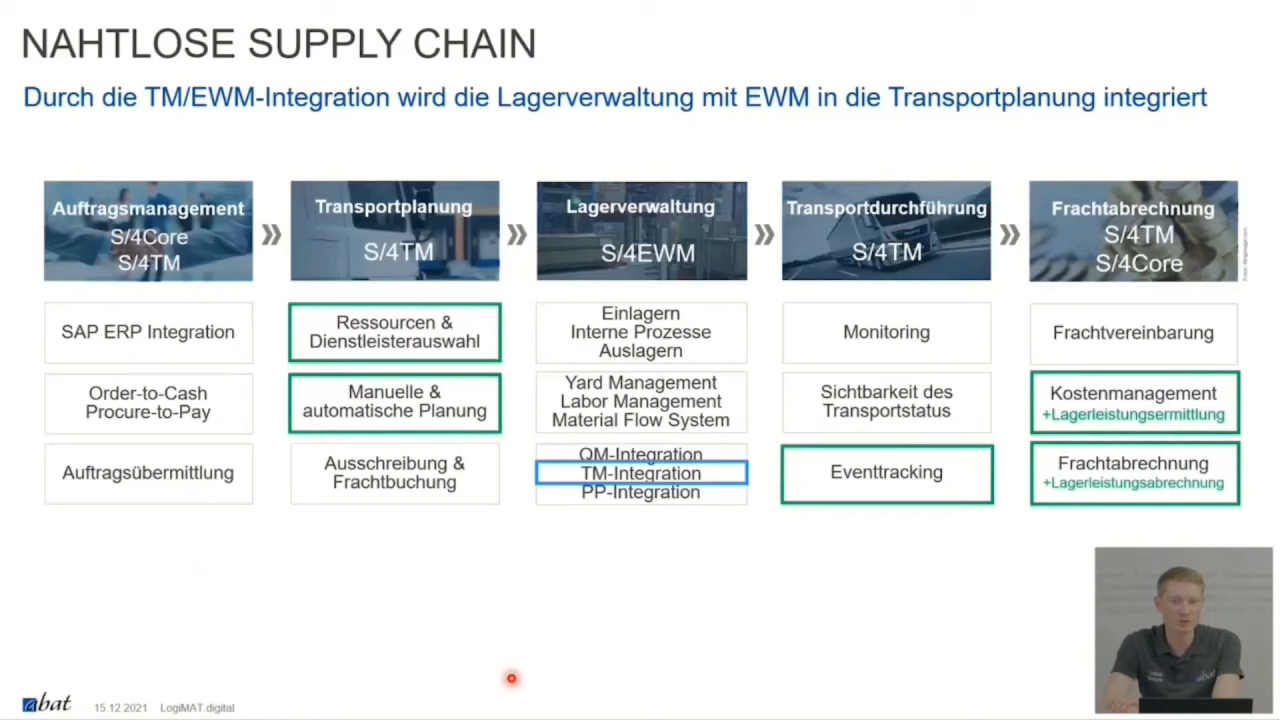 NAHTLOSE SUPPLY CHAIN
Durch die TM/EWM-Integration wird die Lagerverwaltung mit EWM in die Transportplanung integriert
Auftragsmanagement
S/4Core
S/4TM
»
Transportplanung
S/4TM
»
Lagerverwaltung
S/4EWM
»
Transportdurchführung
S/4TM
»
Frachtabrechnung
S/4TM
S/4Core
SAP ERP Integration
Order-to-Cash
Procure-to-Pay
Auftragsübermittlung
Ressourcen &
Dienstleisterauswahl
Manuelle &
automatische Planung
Ausschreibung &
Frachtbuchung
Einlagern
Interne Prozesse
Auslagern
Yard Management
Labor Management
Material Flow System
QM-Integration
TM-Integration
PP-Integration
Monitoring
Sichtbarkeit des
Transportstatus
Eventtracking
Frachtvereinbarung
Kostenmanagement
+Lagerleistungsermittlung
Frachtabrechnung
+Lagerleistungsabrechnung
abat
15.12.2021 LogiMAT.digital
abat